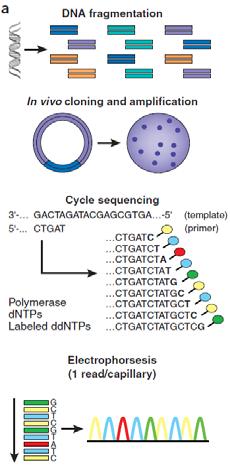 a
DNA fragmentation
In vivo cloning and amplification
Cycle sequencing
3'-... GACTAGATACGAGCGTGA...-5' (template)
5'-... CTGAT (primer)
...CTGATC
...CTGATCT
...CTGATCTA
...CTGATCTAT
...CTGATCTATG
...CTGATCTATGC
...CTGATCTATGCT
...CTGATCTATGCTC
...CTGATCTATGCTCG
Polymerase
dNTPs
Labeled ddNTPs
Electrophorsesis
(1 read/capillary)
G
C
T
C
G
T
A
T
C